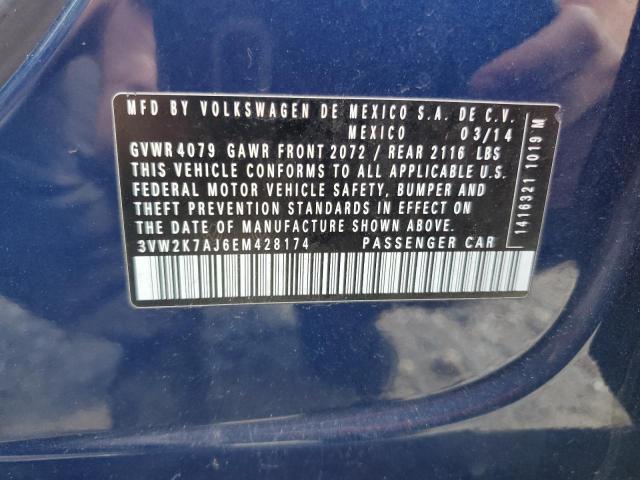 MFD BY VOLKSWAGEN DE MEXICO S.A. DE C.V.
MEXICO 03/14
GVWR 4079 GAWR FRONT 2072 / REAR 2116 LBS
THIS VEHICLE CONFORMS TO ALL APPLICABLE U.S.
FEDERAL MOTOR VEHICLE SAFETY, BUMPER AND
THEFT PREVENTION STANDARDS IN EFFECT ON
THE DATE OF MANUFACTURE SHOWN ABOVE.
3VW2K7AJ6EM428174 PASSENGER CAR
1416321 1019 M